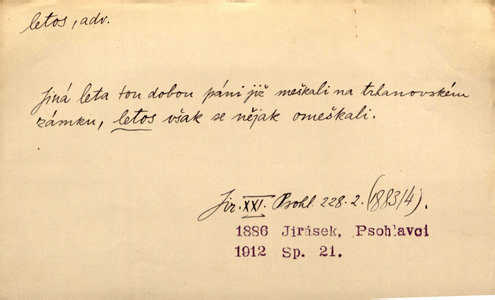 letos, adv.
Jiná leta tou dobou páni již meškali na trhanovském
zámku, letos však se nějak omeškali.
Jir. XXI. Psohl. 228. 2. (1883/4).
1886 Jirásek, Psohlavci
1912 Sp. 21.